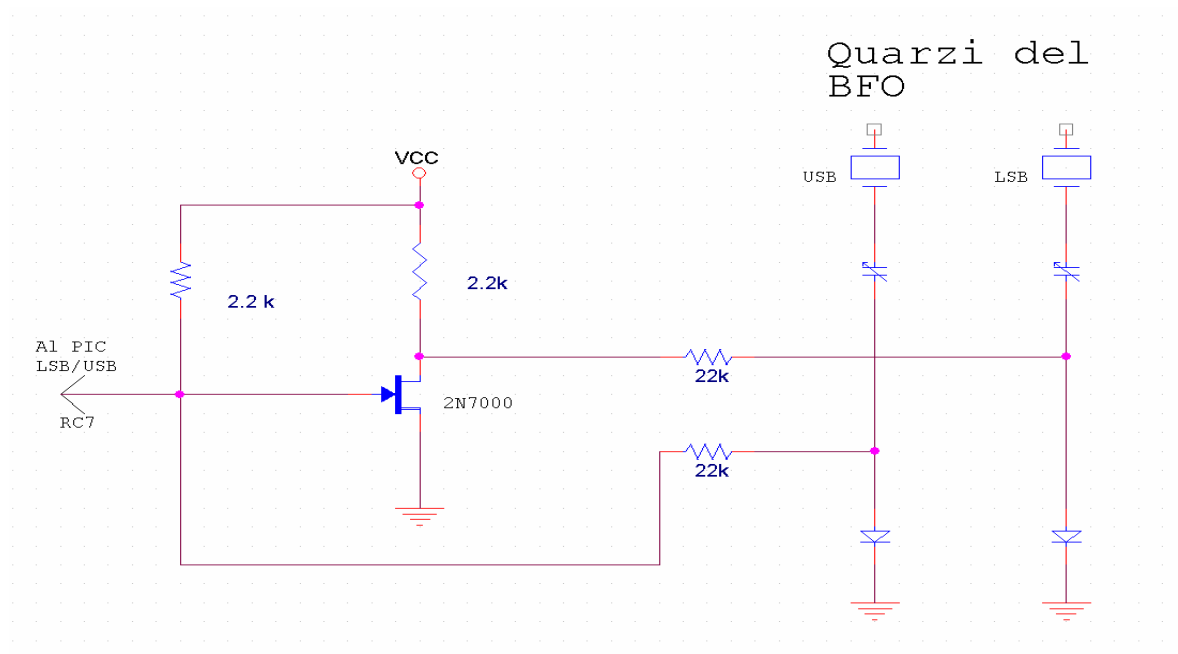 Quarzi del
BFO
VCC
USB
LSB
2.2 k
2.2k
Al PIC
LSB/USB
22k
2N7000
RC7
22k